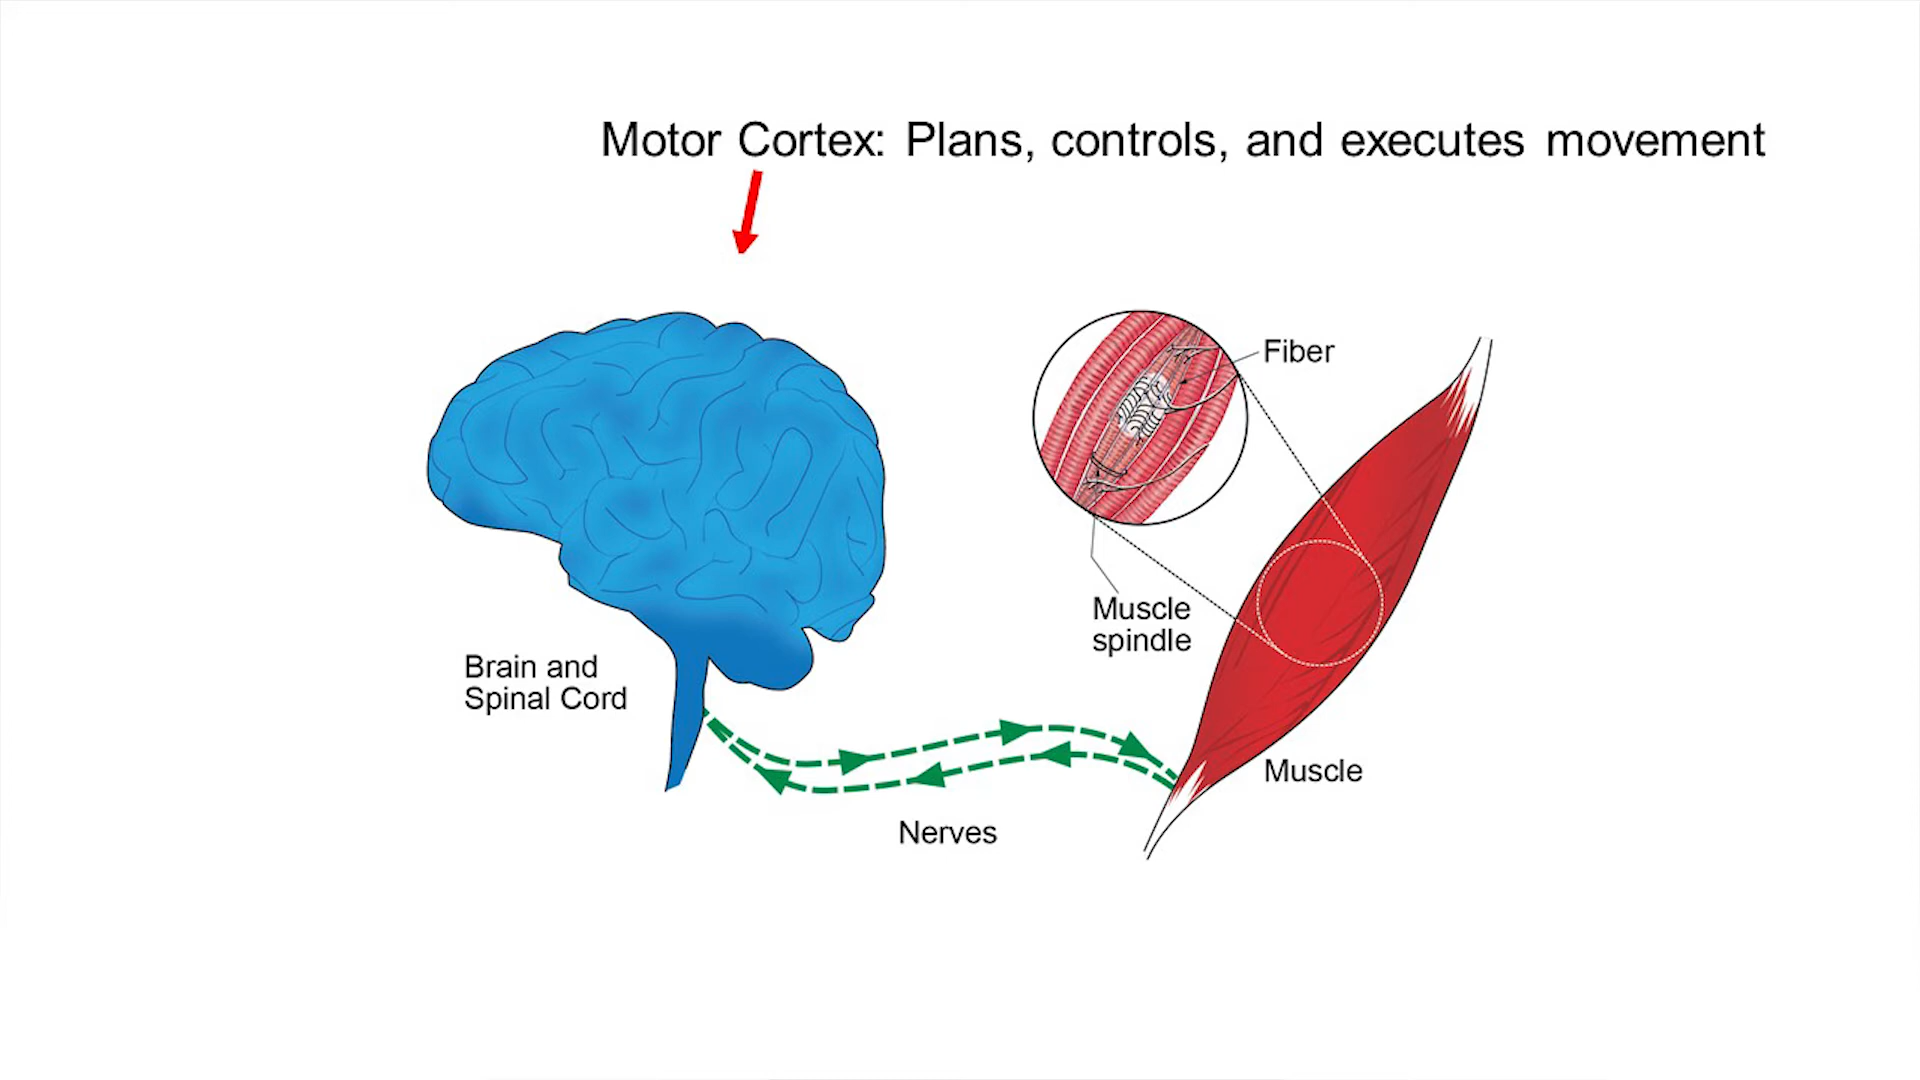 Motor Cortex: Plans, controls, and executes movement
Fiber
Muscle
spindle
Brain and
Spinal Cord
Muscle
Nerves